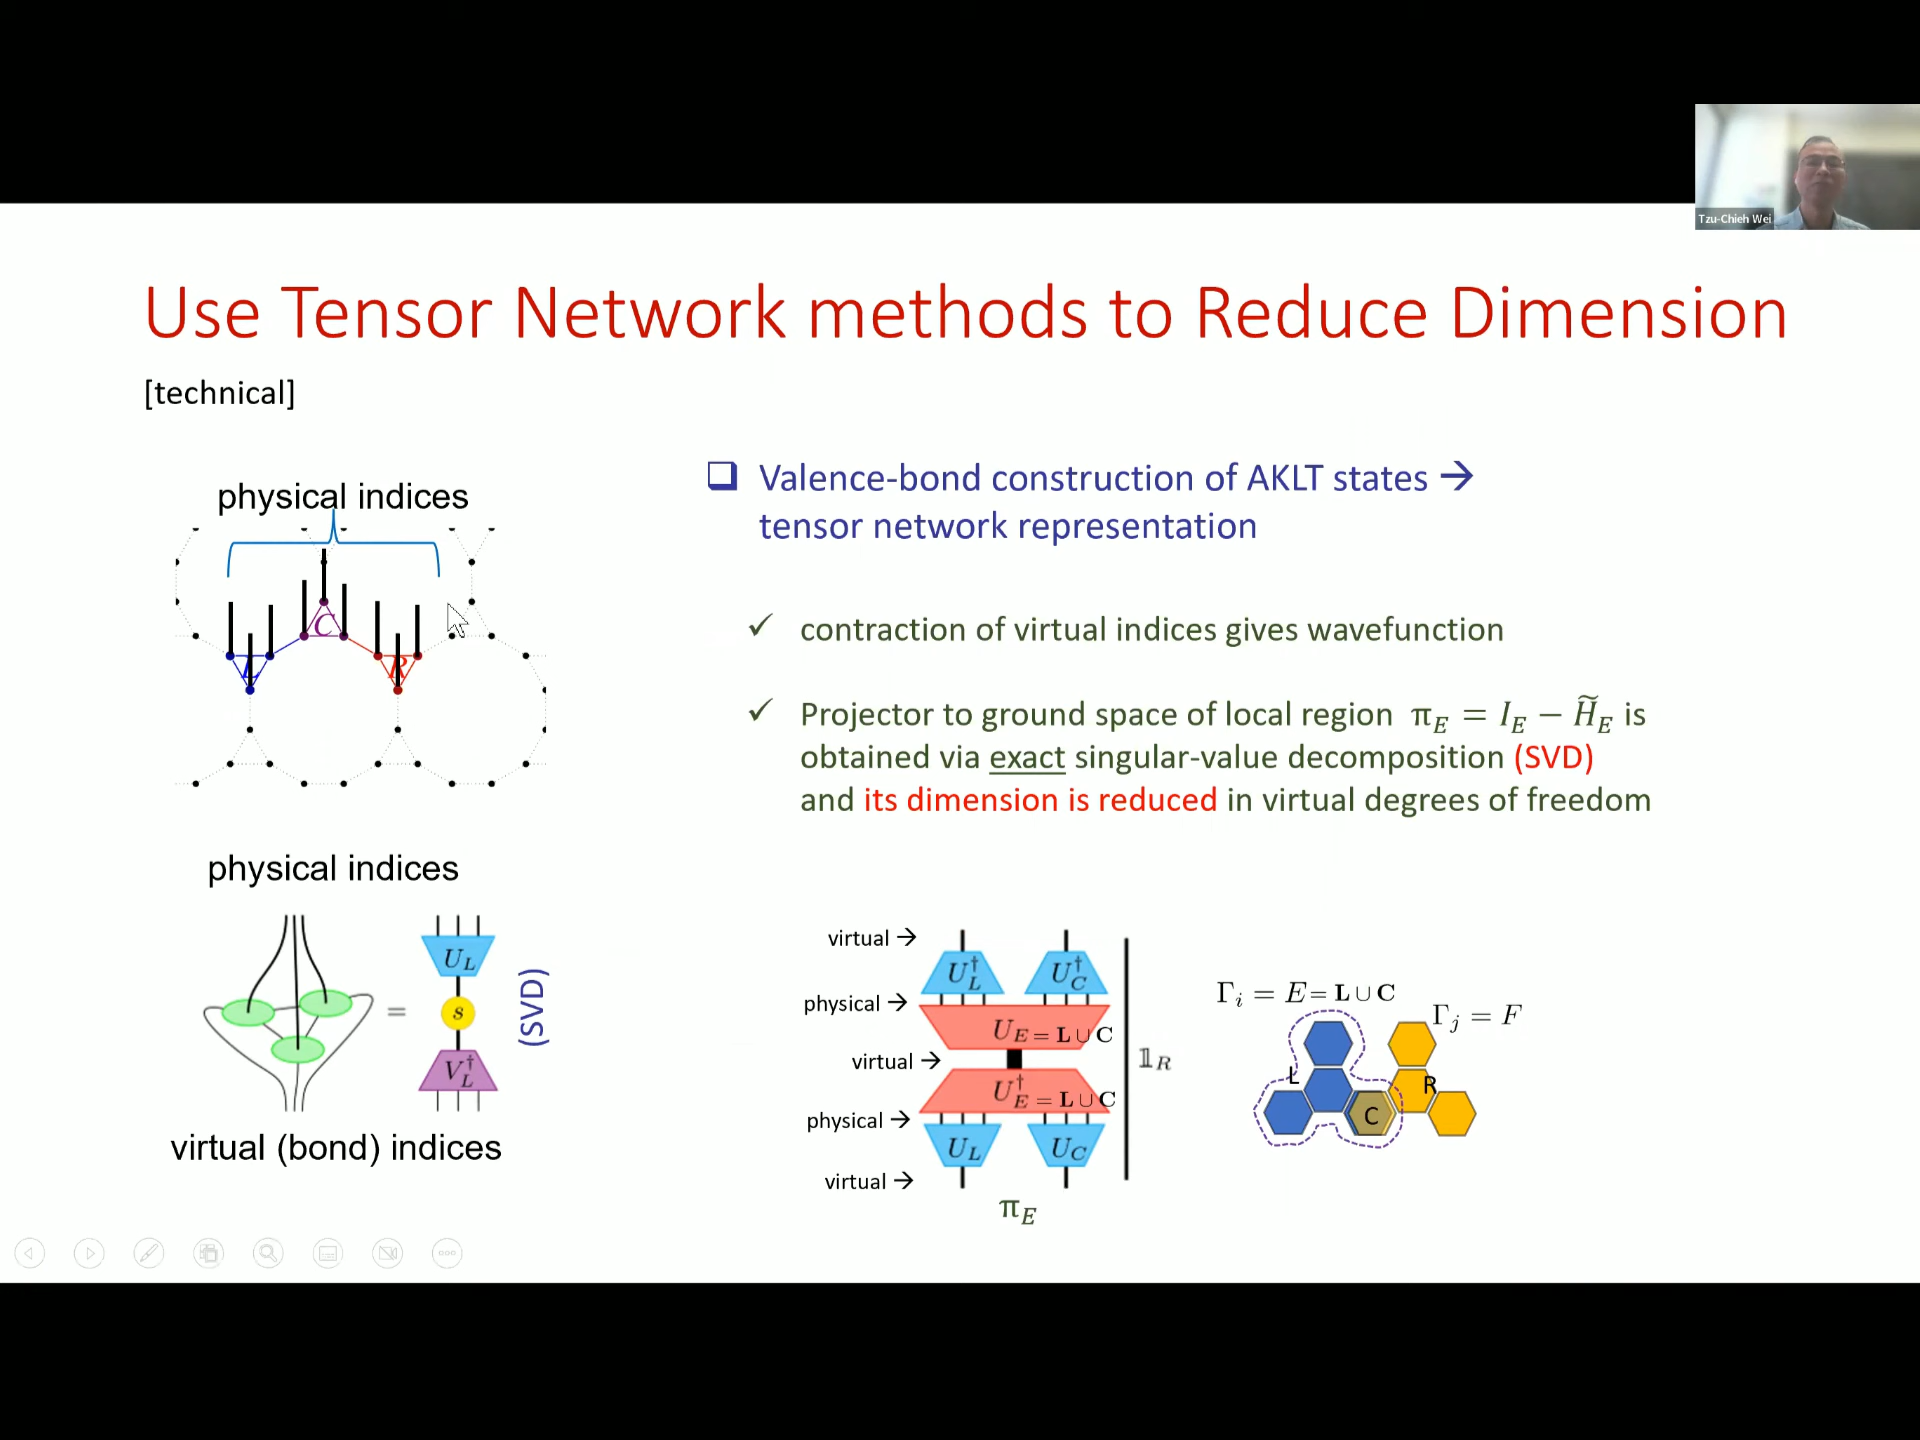 Tzu-Chieh Wei
Use Tensor Network methods to Reduce Dimension
[technical]
physical indices
C
L
R
physical indices
U_L
s
V_L^†
=
(SVD)
virtual (bond) indices
❑ Valence-bond construction of AKLT states →
tensor network representation
✓ contraction of virtual indices gives wavefunction
✓ Projector to ground space of local region π_E = I_E − H̃_E is
obtained via exact singular-value decomposition (SVD)
and its dimension is reduced in virtual degrees of freedom
virtual →
U_L^† U_C^†
physical →
U_E = L ∪ C
virtual →
𝟙_R
U_E^† = L ∪ C
physical →
U_L U_C
virtual →
π_E
Γ_i = E = L ∪ C
Γ_j = F
L
R
C